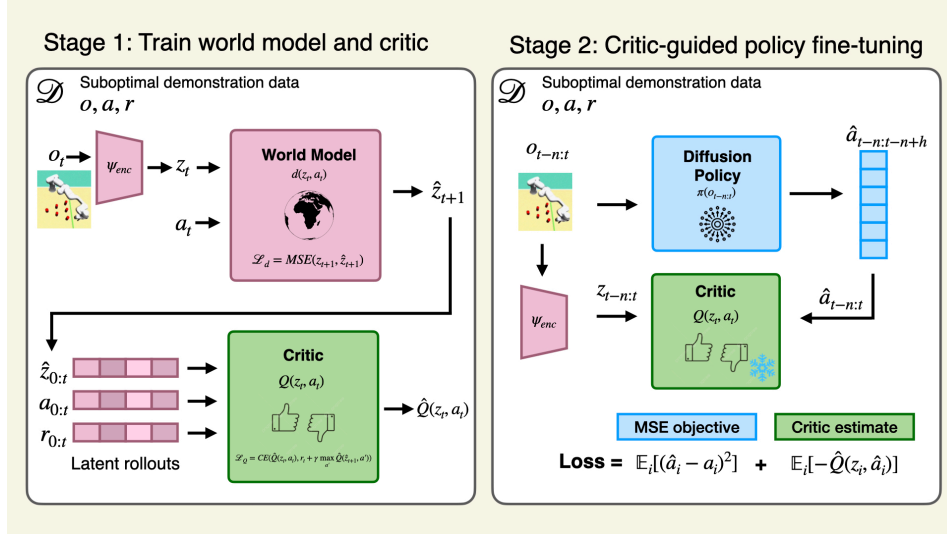 Stage 1: Train world model and critic
𝒟 Suboptimal demonstration data
o, a, r
o_t
ψ_enc
z_t
a_t
World Model
d(z_t, a_t)
ℒ_d = MSE(z_{t+1}, ẑ_{t+1})
ẑ_{t+1}
ẑ_{0:t}
a_{0:t}
r_{0:t}
Latent rollouts
Critic
Q(z_t, a_t)
ℒ_Q = CE(Q̂(z_t, a_t), r_t + γ max_{a'} Q̂(ẑ_{t+1}, a'))
Q̂(z_t, a_t)
Stage 2: Critic-guided policy fine-tuning
𝒟 Suboptimal demonstration data
o, a, r
o_{t−n:t}
Diffusion
Policy
π(o_{t−n:t})
â_{t−n:t−n+h}
ψ_enc
z_{t−n:t}
Critic
Q(z_t, a_t)
â_{t−n:t}
MSE objective
Critic estimate
Loss = 𝔼_i[(â_i − a_i)²] + 𝔼_i[−Q̂(z_i, â_i)]